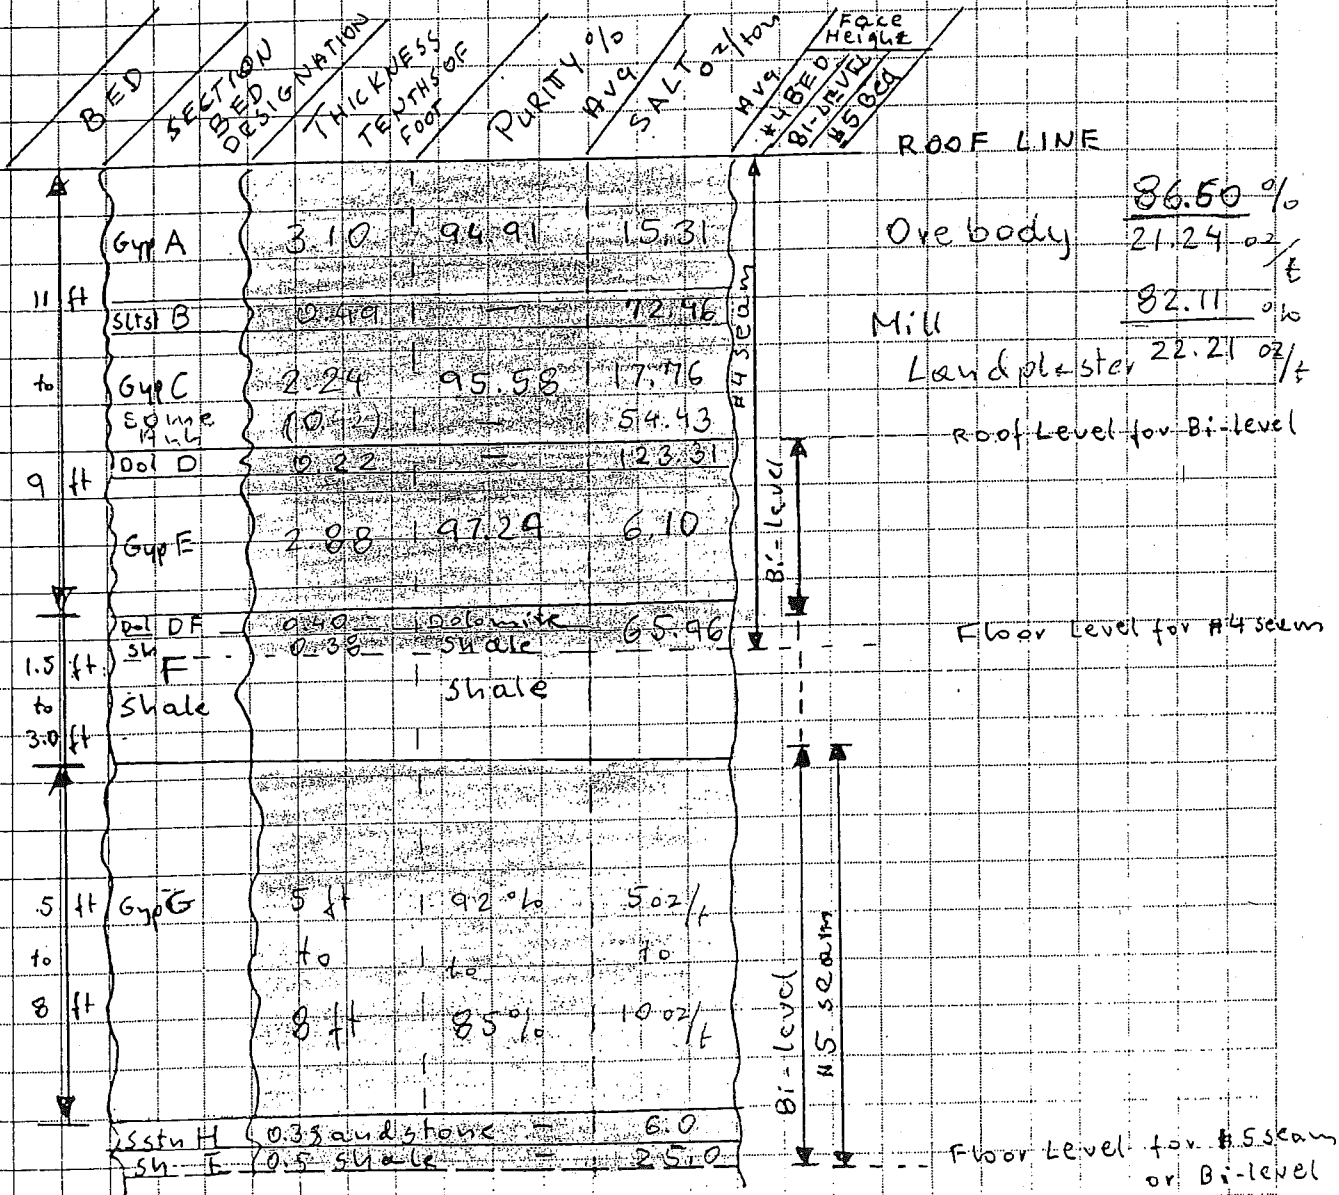 BED
SECTION BED DESIGNATION
THICKNESS TENTHS OF FOOT
PURITY % Avg
SALT oz/ton Avg
Face Height
#4 BED
BI-LEVEL
#5 Bed
ROOF LINE
Gyp A 3.10 94.91 15.31
Ore body 86.50 %
21.24 oz/t
11 ft
Sltst B 0.49 — 72.96
Mill 82.11 %
Landplaster 22.21 oz/t
to
Gyp C 2.24 95.58 17.76
#4 seam
some — 54.43
Roof Level for Bi-level
Dol D 0.22 — 123.31
9 ft
Gyp E 2.88 97.29 6.10
Bi-level
Dol DF 0.40 Dolomite 65.96
Sh 0.38 Shale
Floor Level for #4 seam
1.5 ft F
Shale
to Shale
3.0 ft
5 ft Gyp G 5 ft 92 % 5 oz/t
to to to to
8 ft 8 ft 85 % 10 oz/t
Bi-level
#5 seam
Sstn H 0.3 Sandstone — 6.0
Sh 0.5 Shale — 25.0
Floor Level for #5 seam
or Bi-level